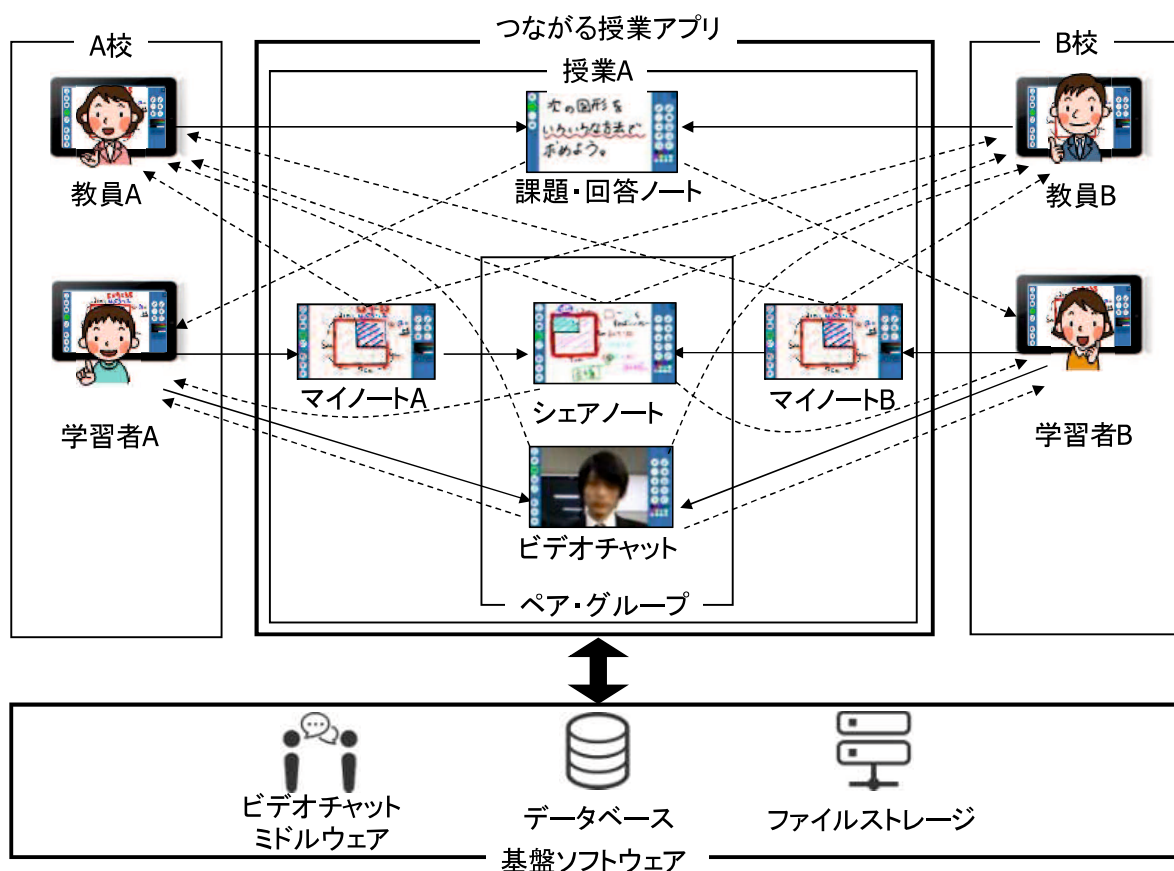 つながる授業アプリ
A校
授業A
B校
次の図形を
いろいろな方法で
求めよう。
教員A
課題・回答ノート
教員B
マイノートA
シェアノート
マイノートB
学習者A
学習者B
ビデオチャット
ペア・グループ
ビデオチャット
ミドルウェア
データベース
ファイルストレージ
基盤ソフトウェア